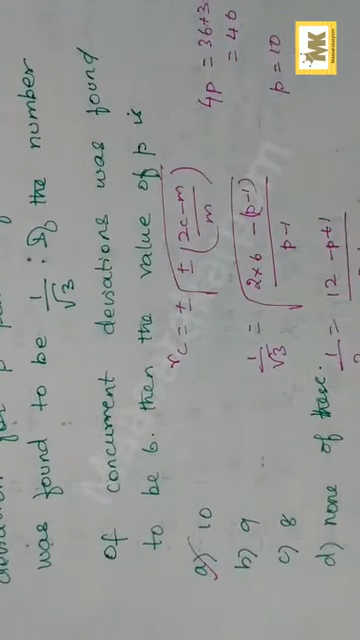 was found to be 1/√3. If the number
of concurrent deviations was found
to be 6. then the value of p is
a) 10
b) 9
c) 8
d) none of these.
rc = ± √± (2c-m / m)
1/√3 = √(2×6 - (p-1) / p-1)
1/ = 12 -p+1
4p = 36+3
= 40
p = 10
MK